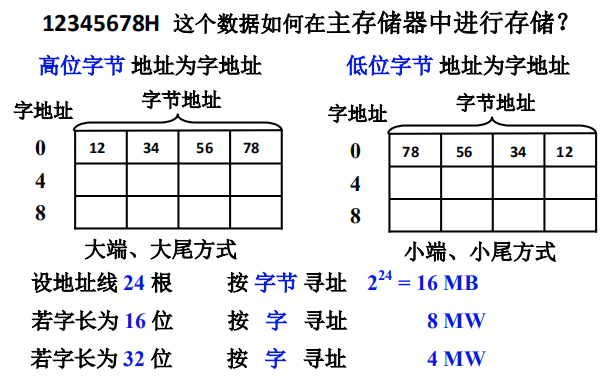 12345678H 这个数据如何在主存储器中进行存储？
高位字节 地址为字地址
低位字节 地址为字地址
字地址 字节地址
0 12 34 56 78
4
8
大端、大尾方式
字地址 字节地址
0 78 56 34 12
4
8
小端、小尾方式
设地址线 24 根 按 字节 寻址 2^24 = 16 MB
若字长为 16 位 按 字 寻址 8 MW
若字长为 32 位 按 字 寻址 4 MW